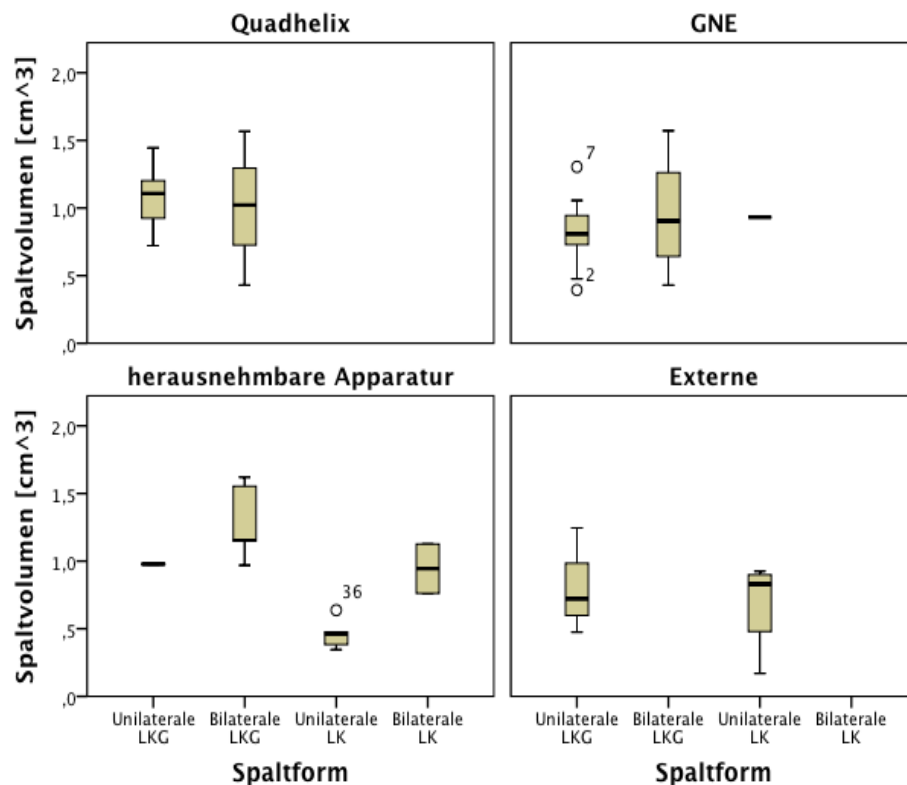 Quadhelix
GNE
Spaltvolumen [cm^3]
2,0
1,5
1,0
,5
,0
7
2
herausnehmbare Apparatur
Externe
Spaltvolumen [cm^3]
2,0
1,5
1,0
,5
,0
36
Unilaterale
LKG
Bilaterale
LKG
Unilaterale
LK
Bilaterale
LK
Unilaterale
LKG
Bilaterale
LKG
Unilaterale
LK
Bilaterale
LK
Spaltform
Spaltform